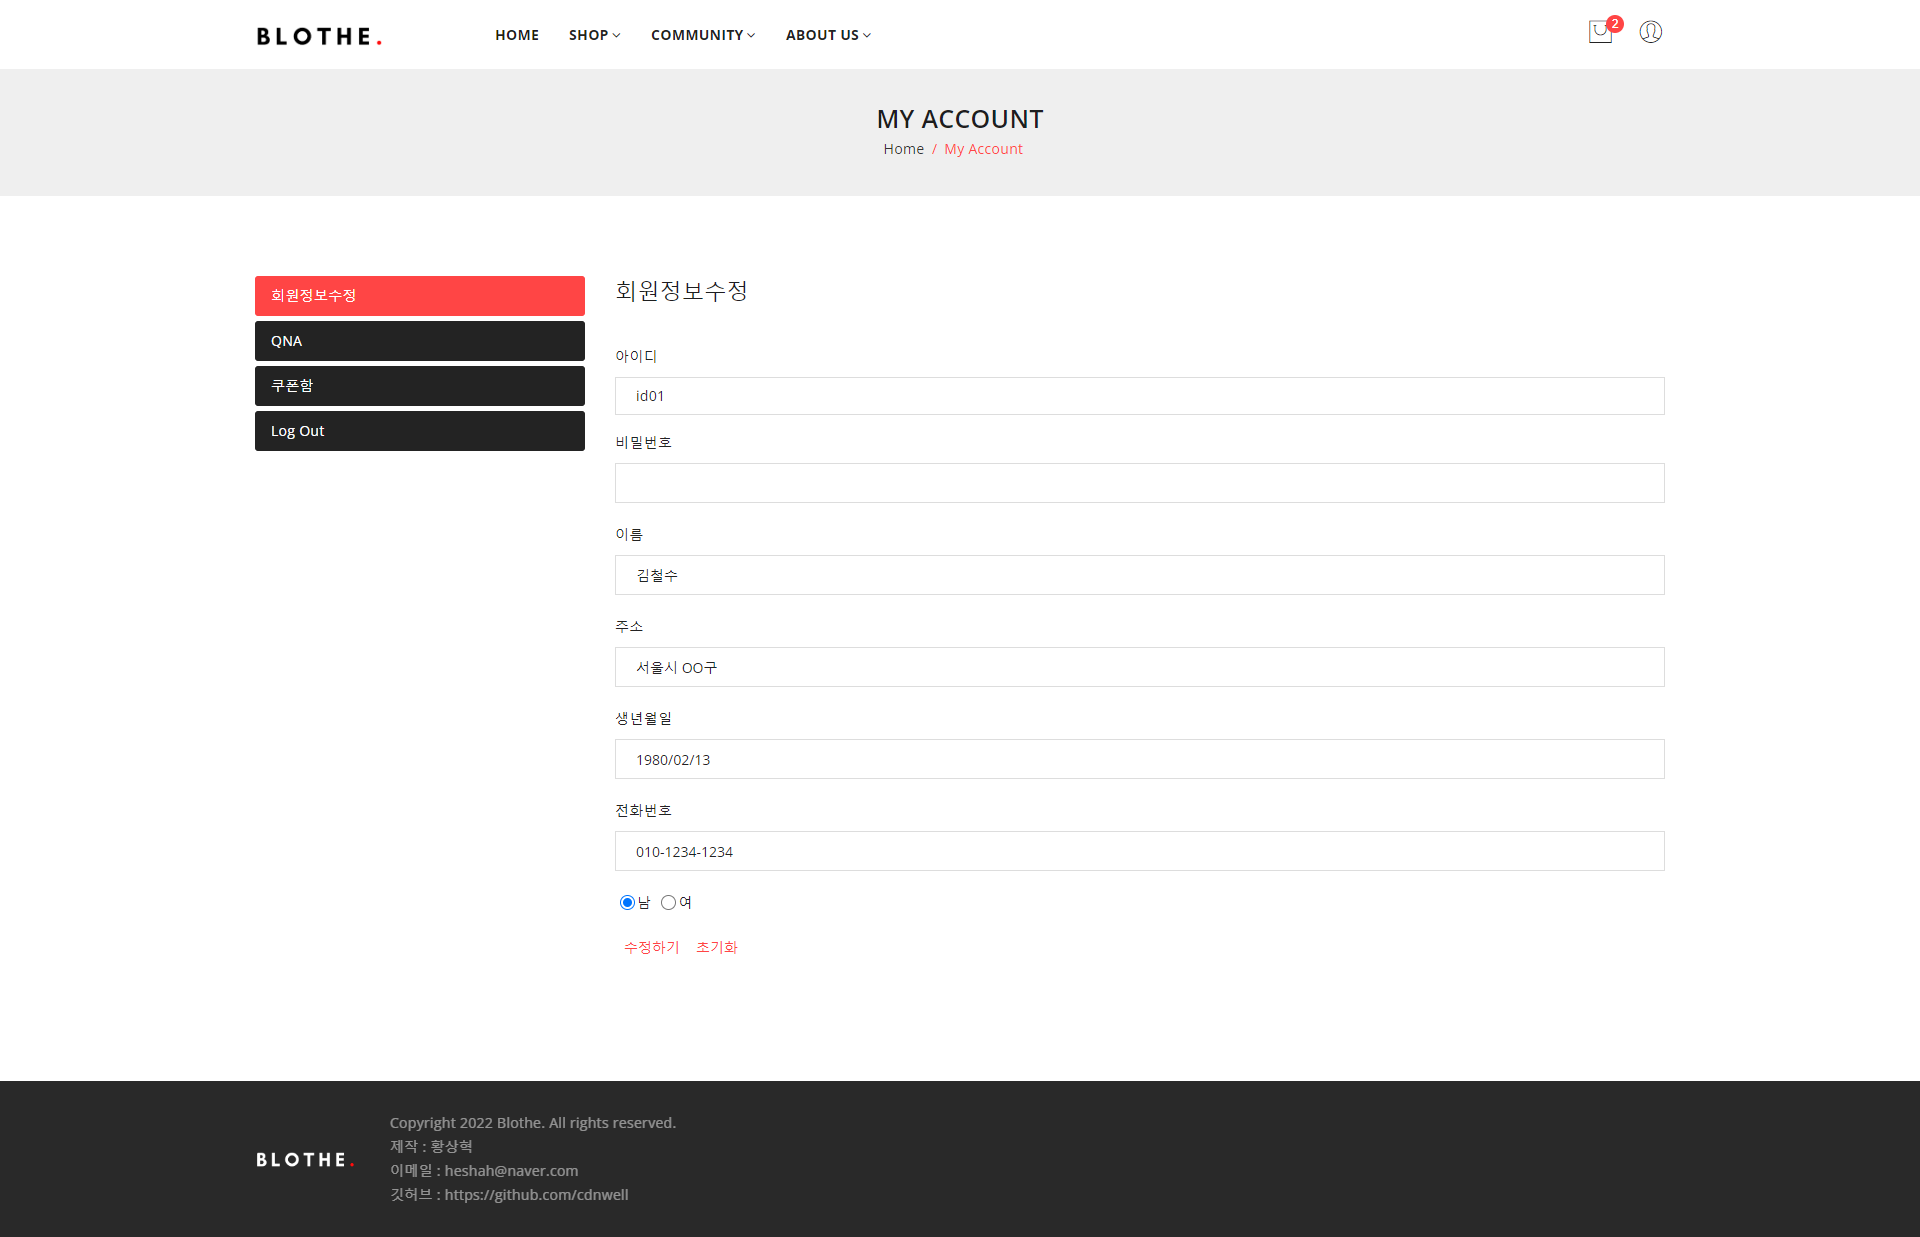 BLOTHE.
HOME
SHOP
COMMUNITY
ABOUT US
2
MY ACCOUNT
Home / My Account
회원정보수정
QNA
쿠폰함
Log Out
회원정보수정
아이디
id01
비밀번호
이름
김철수
주소
서울시 OO구
생년월일
1980/02/13
전화번호
010-1234-1234
남 여
수정하기 초기화
BLOTHE.
Copyright 2022 Blothe. All rights reserved.
제작 : 황상혁
이메일 : heshah@naver.com
깃허브 : https://github.com/cdnwell